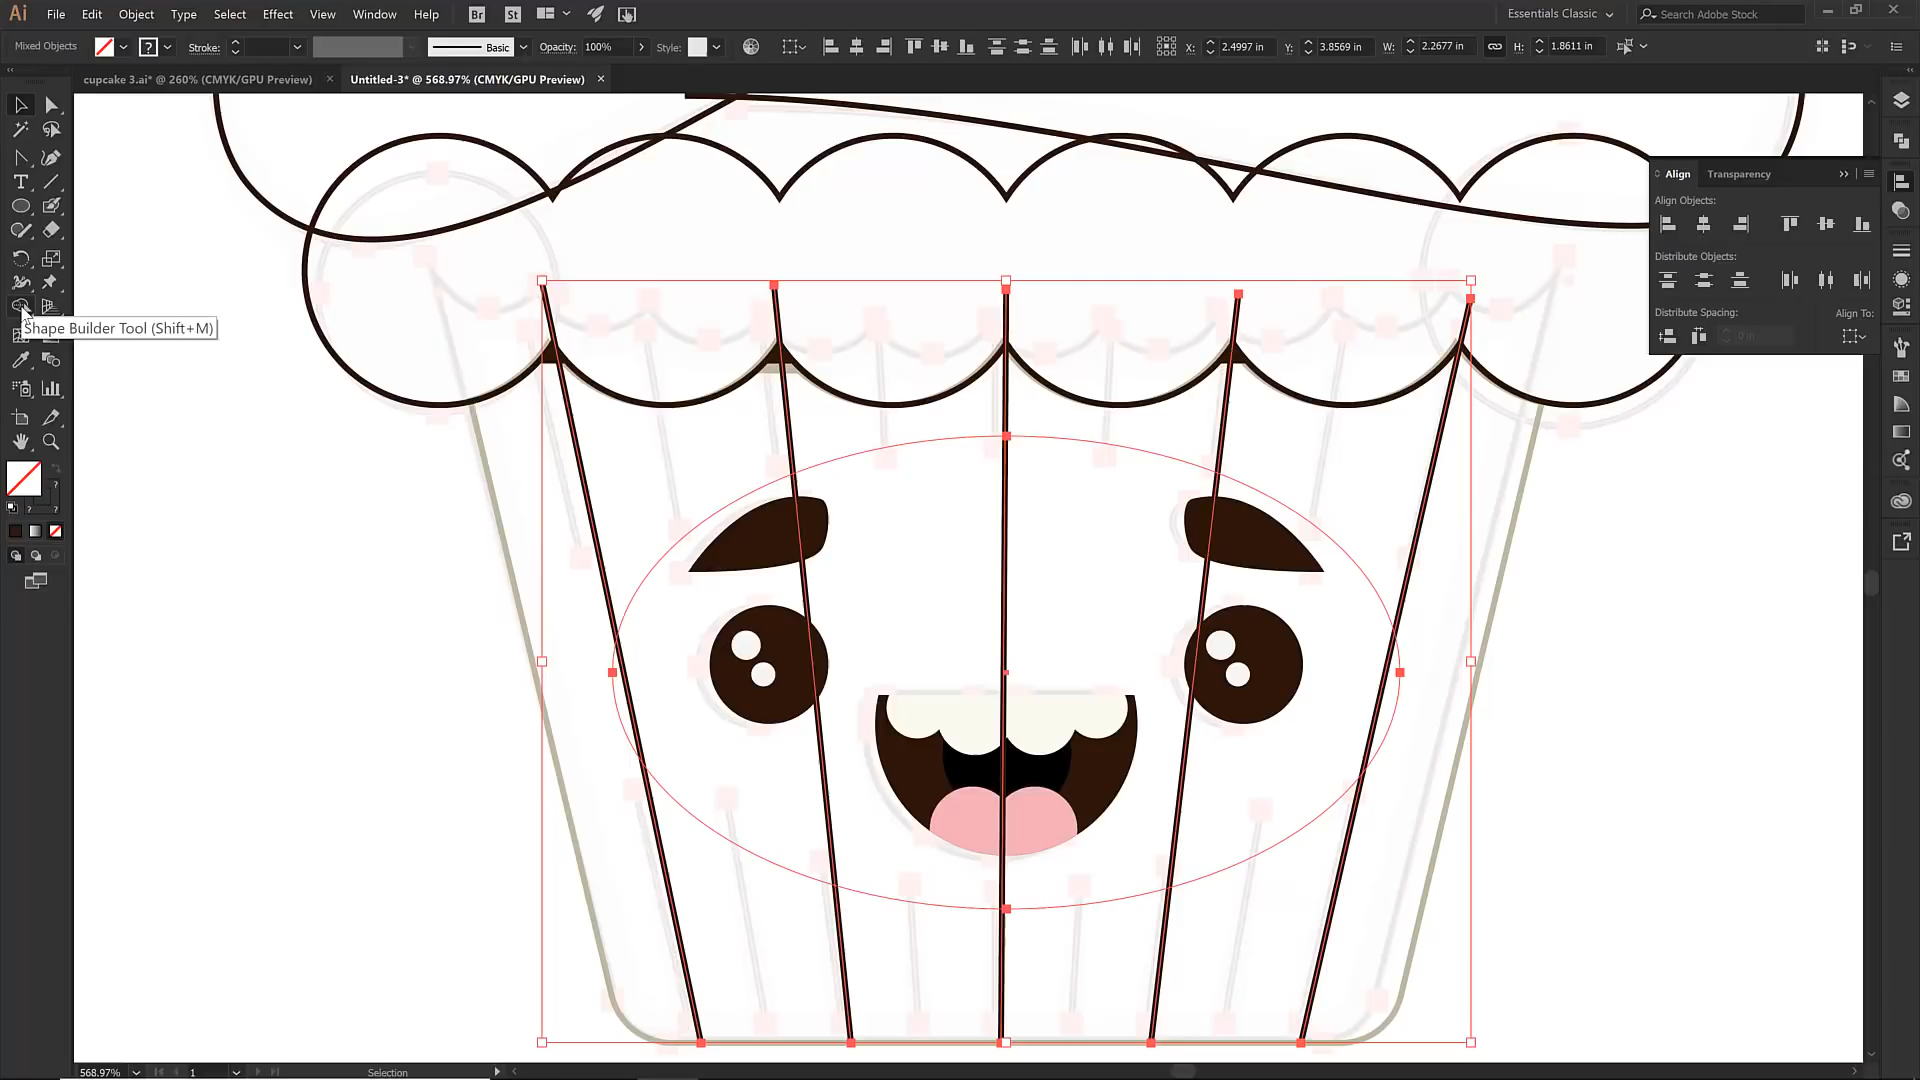 Ai File Edit Object Type Select Effect View Window Help Br St Essentials Classic Search Adobe Stock
Mixed Objects ? Stroke: Basic Opacity: 100% Style: X: 2.4997 in Y: 3.8569 in W: 2.2677 in H: 1.8611 in
cupcake 3.ai* @ 260% (CMYK/GPU Preview) × Untitled-3* @ 568.97% (CMYK/GPU Preview) ×
Align Transparency
Align Objects:
Distribute Objects:
Distribute Spacing: Align To:
0 in
Shape Builder Tool (Shift+M)
?
? ?
568.97% 1 Selection